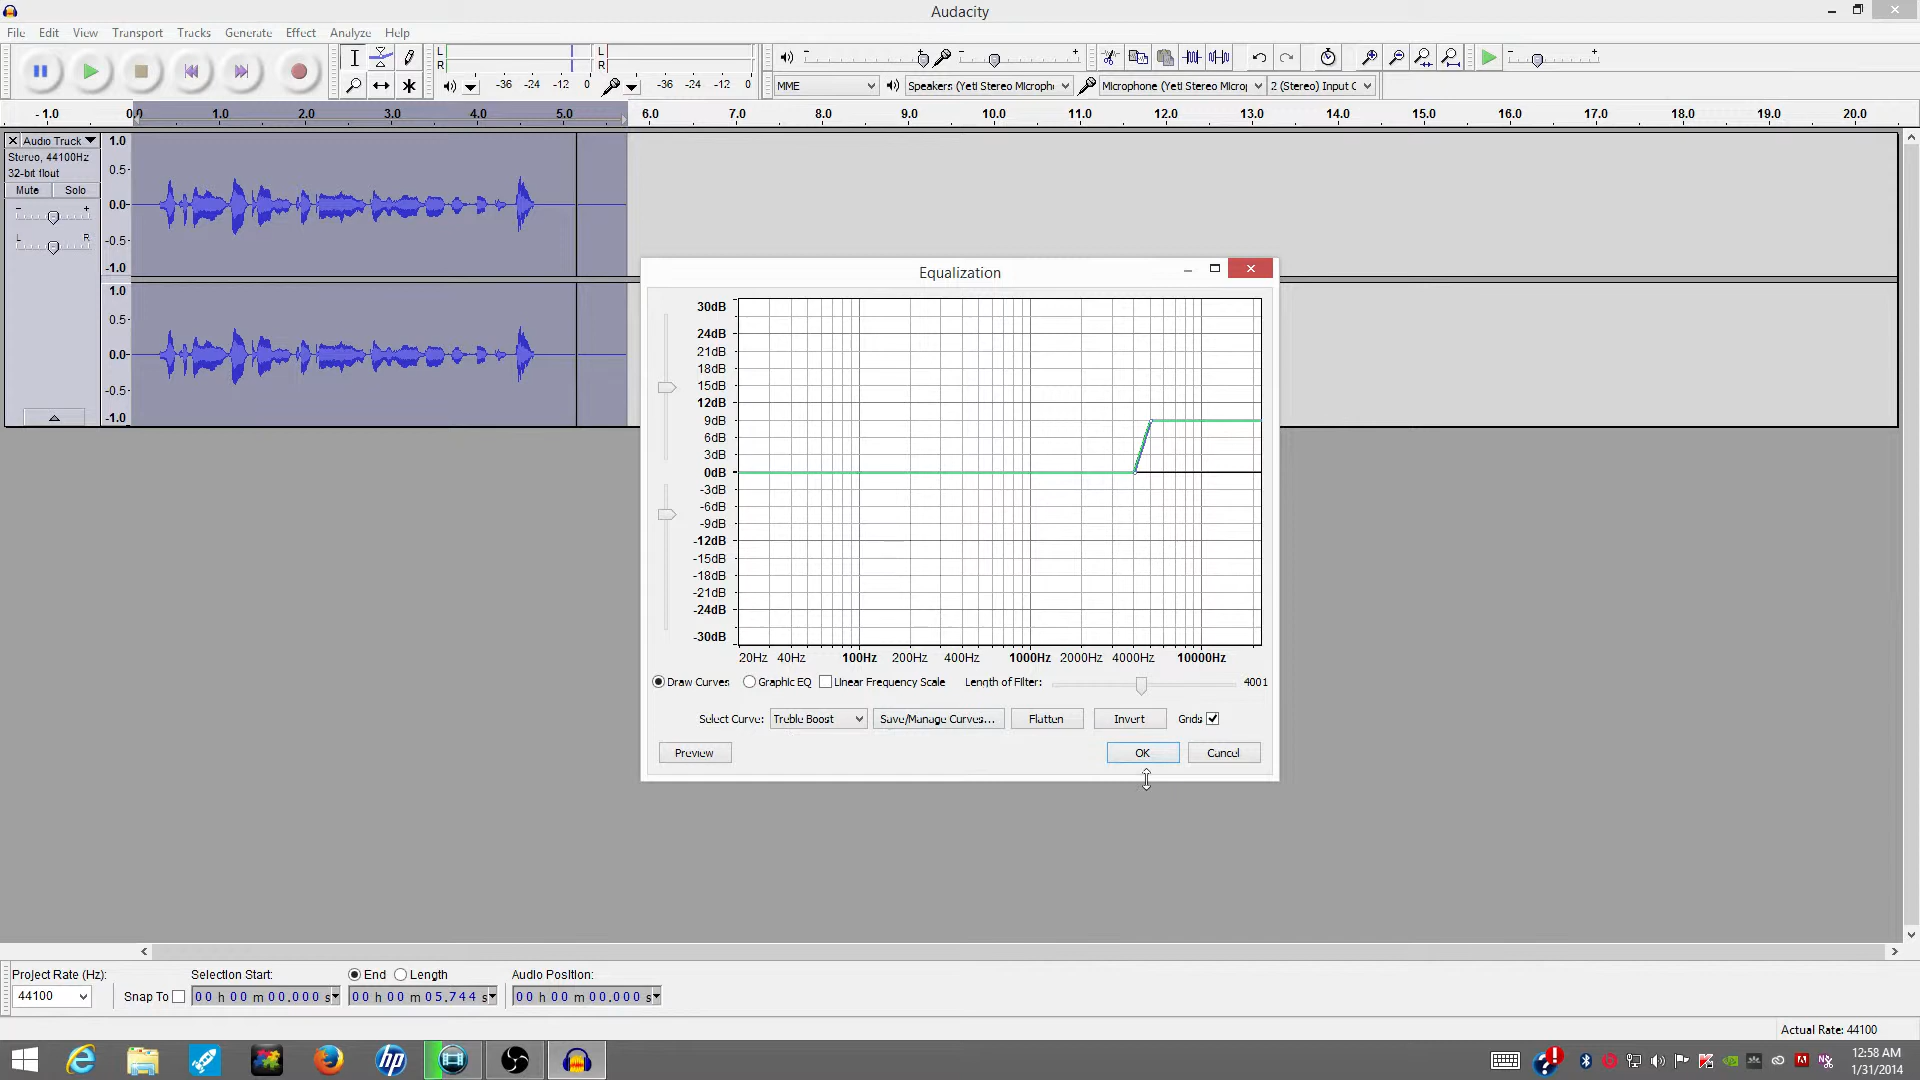 Audacity
File Edit View Transport Tracks Generate Effect Analyze Help
L
R
-36 -24 -12 0
L
R
-36 -24 -12 0
MME
Speakers (Yeti Stereo Microph
Microphone (Yeti Stereo Microp
2 (Stereo) Input C
-1.0 0.0 1.0 2.0 3.0 4.0 5.0 6.0 7.0 8.0 9.0 10.0 11.0 12.0 13.0 14.0 15.0 16.0 17.0 18.0 19.0 20.0
Audio Track
Stereo, 44100Hz
32-bit float
Mute Solo
- +
L R
1.0
0.5
0.0
-0.5
-1.0
1.0
0.5
0.0
-0.5
-1.0
Equalization
30dB
24dB
21dB
18dB
15dB
12dB
9dB
6dB
3dB
0dB
-3dB
-6dB
-9dB
-12dB
-15dB
-18dB
-21dB
-24dB
-30dB
20Hz 40Hz 100Hz 200Hz 400Hz 1000Hz 2000Hz 4000Hz 10000Hz
Draw Curves Graphic EQ Linear Frequency Scale Length of Filter: 4001
Select Curve: Treble Boost Save/Manage Curves... Flatten Invert Grids
Preview OK Cancel
Project Rate (Hz): Selection Start: End Length Audio Position:
44100 Snap To 00 h 00 m 00.000 s 00 h 00 m 05.744 s 00 h 00 m 00.000 s
Actual Rate: 44100
12:58 AM
1/31/2014